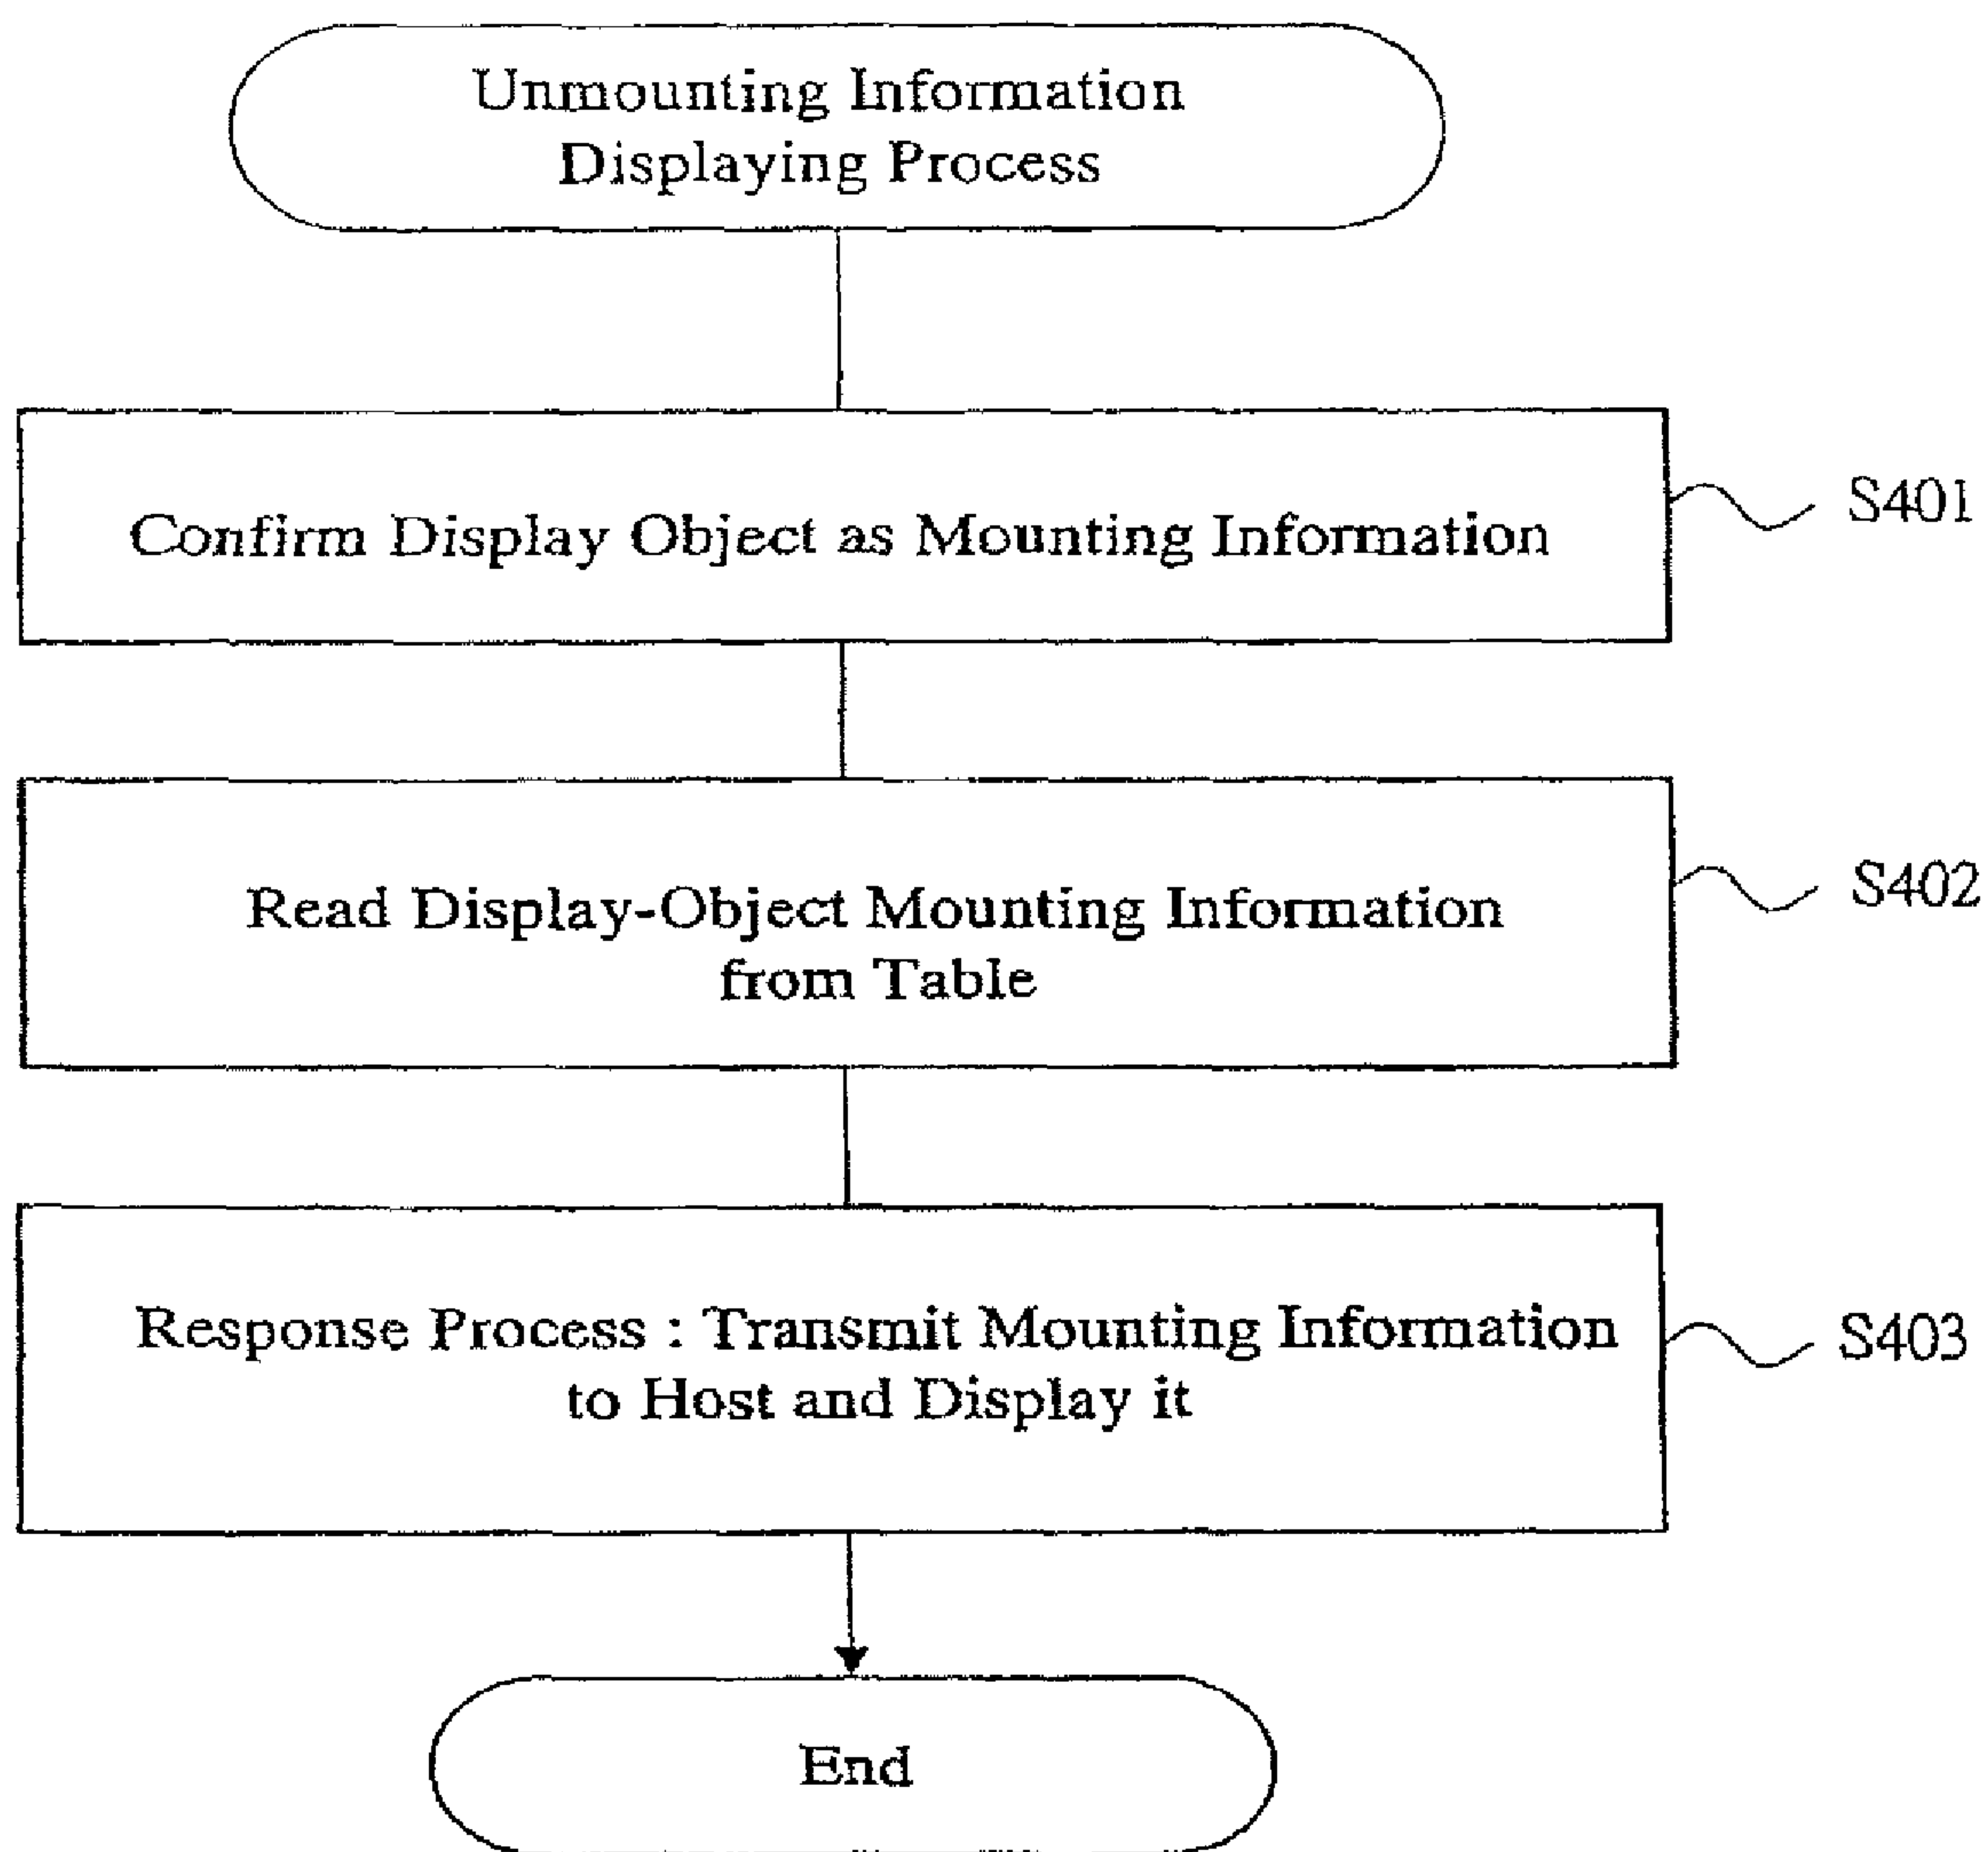 Unmounting Information
Displaying Process
Confirm Display Object as Mounting Information
S401
Read Display-Object Mounting Information
from Table
S402
Response Process : Transmit Mounting Information
to Host and Display it
S403
End